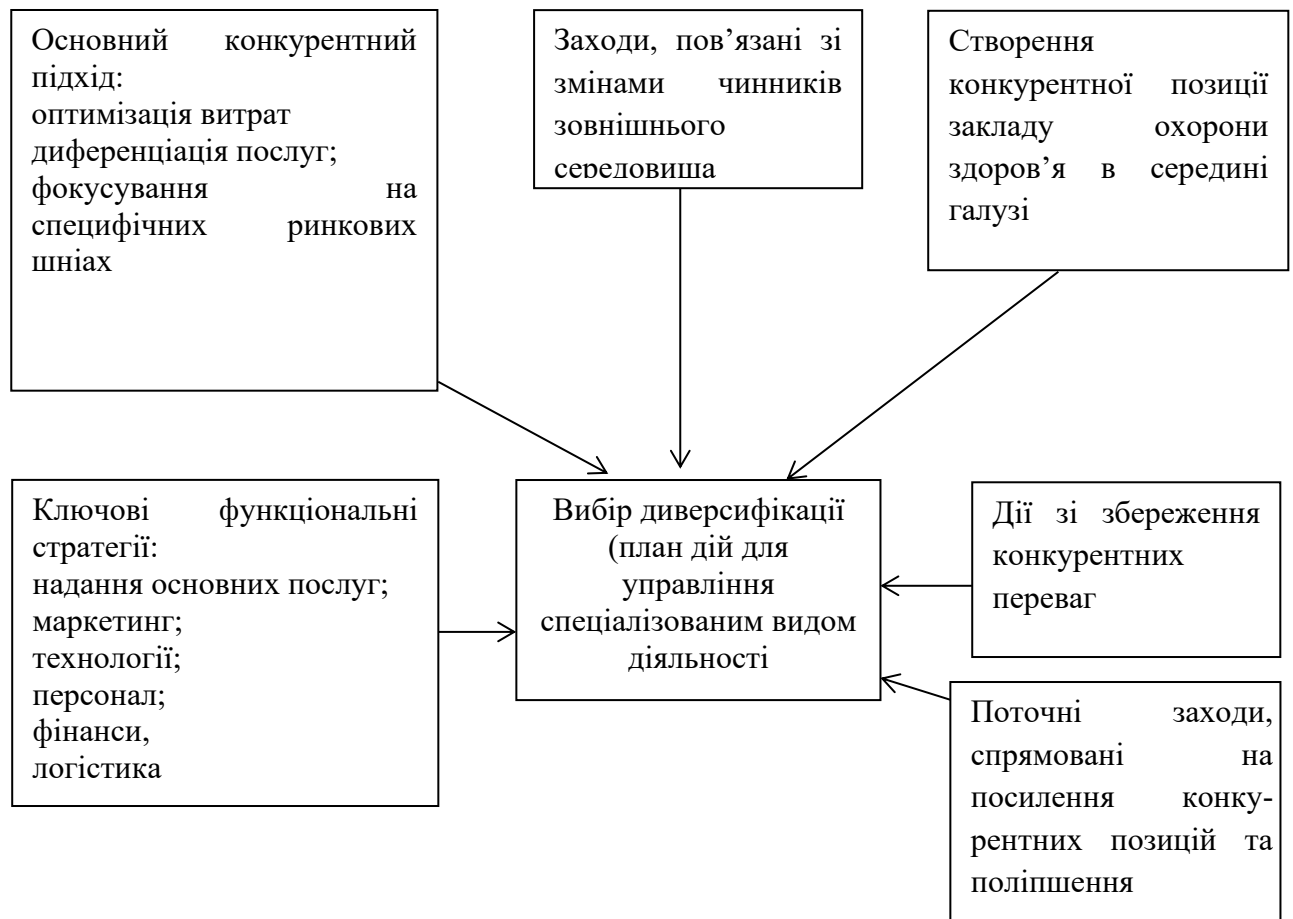 Основний конкурентний
підхід:
оптимізація витрат
диференціація послуг;
фокусування на
специфічних ринкових
шніах
Заходи, пов’язані зі
змінами чинників
зовнішнього
середовища
Створення
конкурентної позиції
закладу охорони
здоров’я в середині
галузі
Ключові функціональні
стратегії:
надання основних послуг;
маркетинг;
технології;
персонал;
фінанси,
логістика
Вибір диверсифікації
(план дій для
управління
спеціалізованим видом
діяльності
Дії зі збереження
конкурентних
переваг
Поточні заходи,
спрямовані на
посилення конку-
рентних позицій та
поліпшення